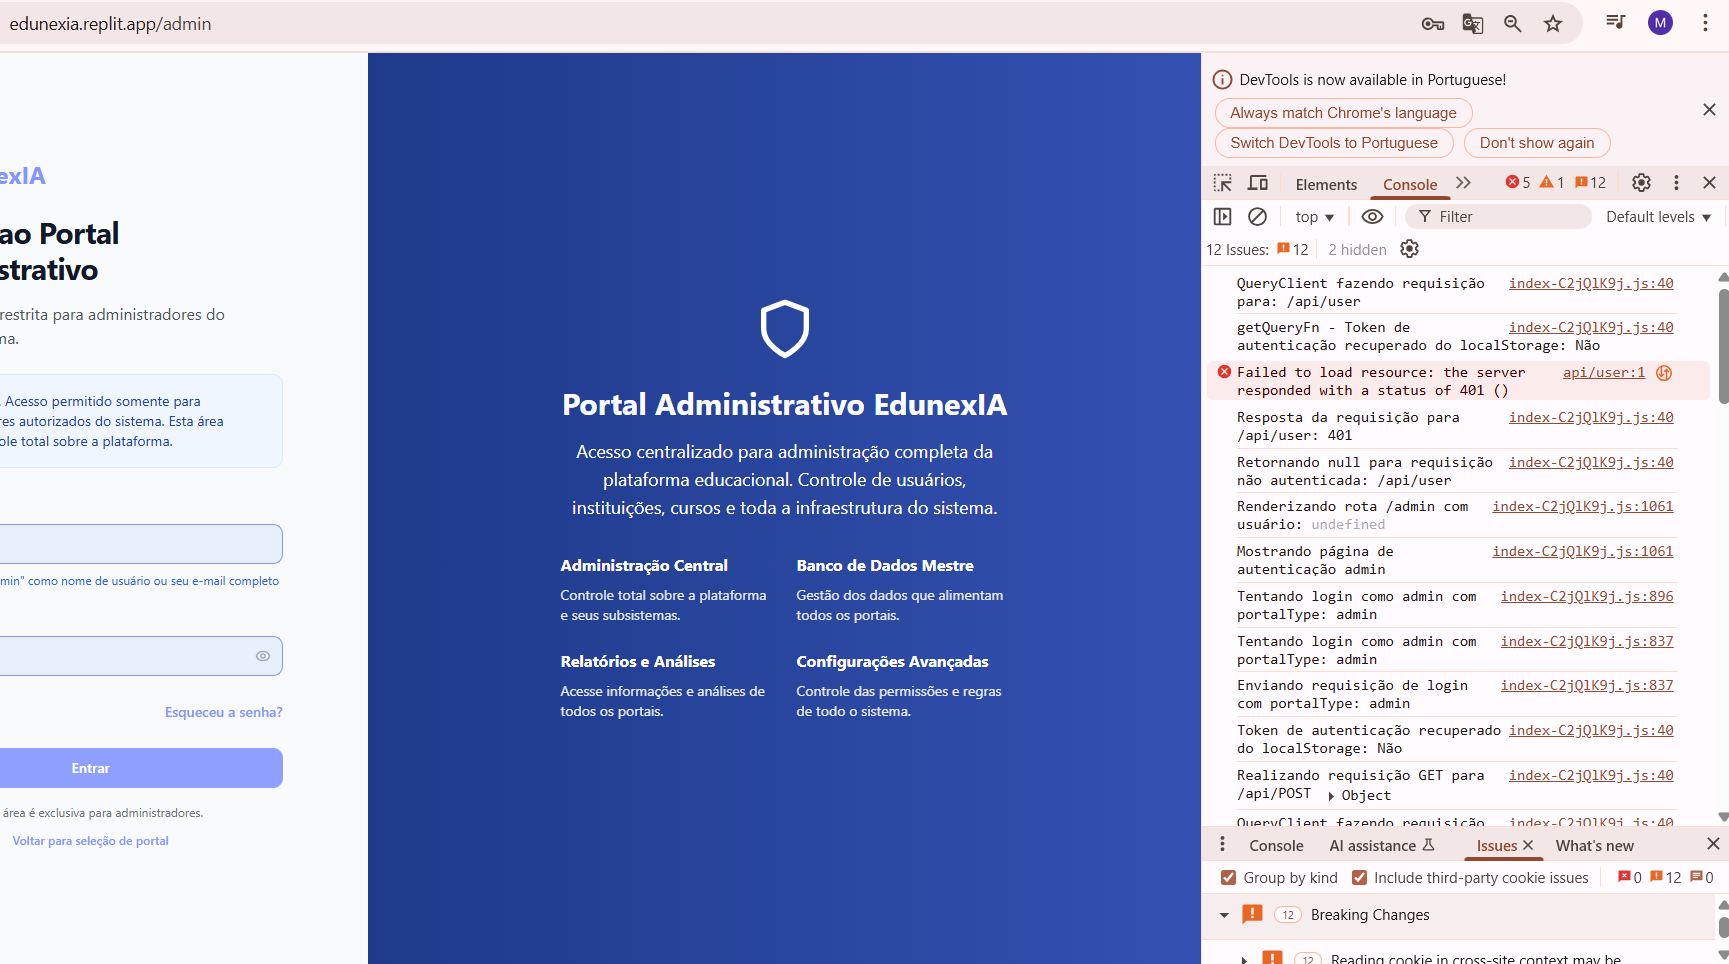 edunexia.replit.app/admin
M
exIA
ao Portal
strativo
restrita para administradores do
ma.
. Acesso permitido somente para
res autorizados do sistema. Esta área
ole total sobre a plataforma.
min" como nome de usuário ou seu e-mail completo
Esqueceu a senha?
Entrar
área é exclusiva para administradores.
Voltar para seleção de portal
Portal Administrativo EdunexIA
Acesso centralizado para administração completa da
plataforma educacional. Controle de usuários,
instituições, cursos e toda a infraestrutura do sistema.
Administração Central
Controle total sobre a plataforma
e seus subsistemas.
Banco de Dados Mestre
Gestão dos dados que alimentam
todos os portais.
Relatórios e Análises
Acesse informações e análises de
todos os portais.
Configurações Avançadas
Controle das permissões e regras
de todo o sistema.
DevTools is now available in Portuguese!
Always match Chrome's language
Switch DevTools to Portuguese Don't show again
Elements Console 5 1 12
top Filter Default levels
12 Issues: 12 2 hidden
QueryClient fazendo requisição index-C2jQlK9j.js:40
para: /api/user
getQueryFn - Token de index-C2jQlK9j.js:40
autenticação recuperado do localStorage: Não
Failed to load resource: the server api/user:1
responded with a status of 401 ()
Resposta da requisição para index-C2jQlK9j.js:40
/api/user: 401
Retornando null para requisição index-C2jQlK9j.js:40
não autenticada: /api/user
Renderizando rota /admin com index-C2jQlK9j.js:1061
usuário: undefined
Mostrando página de index-C2jQlK9j.js:1061
autenticação admin
Tentando login como admin com index-C2jQlK9j.js:896
portalType: admin
Tentando login como admin com index-C2jQlK9j.js:837
portalType: admin
Enviando requisição de login index-C2jQlK9j.js:837
com portalType: admin
Token de autenticação recuperado index-C2jQlK9j.js:40
do localStorage: Não
Realizando requisição GET para index-C2jQlK9j.js:40
/api/POST Object
QueryClient fazendo requisição index-C2jQlK9j.js:40
Console AI assistance Issues What's new
Group by kind Include third-party cookie issues 0 12 0
12 Breaking Changes
12 Reading cookie in cross-site context may be